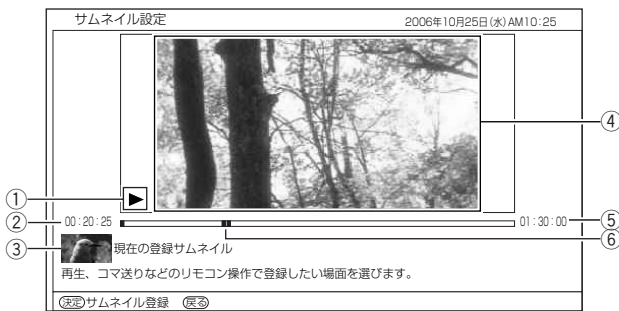 サムネイル設定 2006年10月25日(水)AM10:25
④
①
② 00:20:25 01:30:00 ⑤
③ 現在の登録サムネイル ⑥
再生、コマ送りなどのリモコン操作で登録したい場面を選びます。
決定 サムネイル登録 戻る